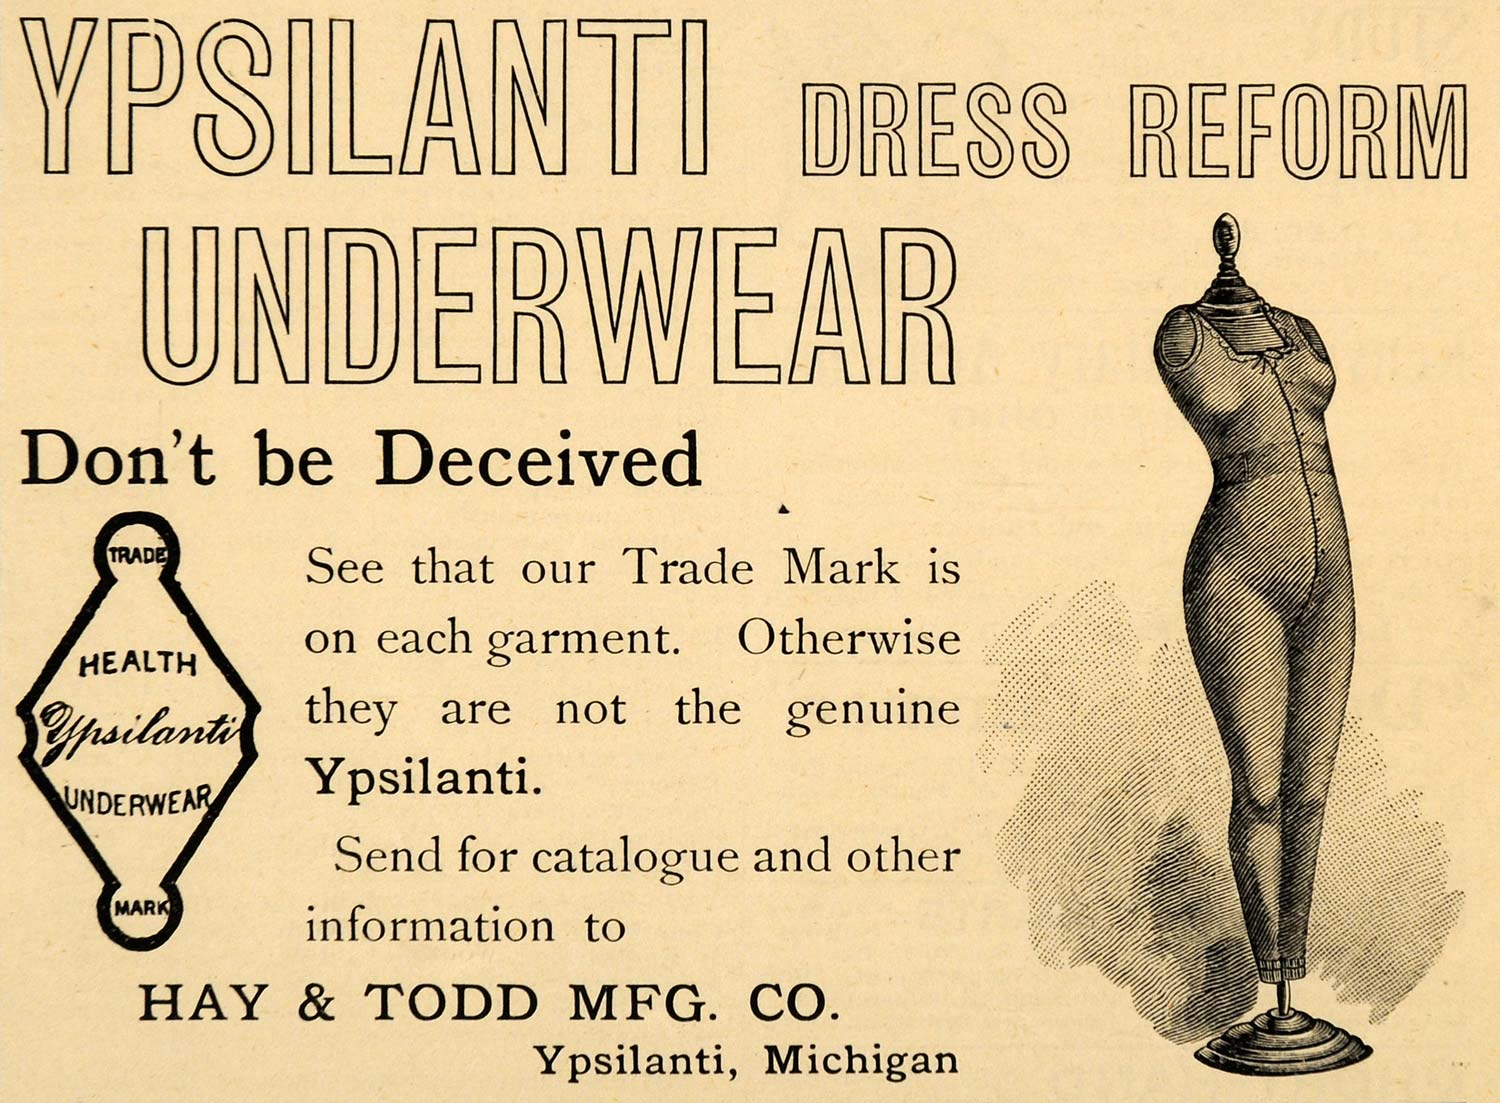 YPSILANTI DRESS REFORM
UNDERWEAR
Don't be Deceived
TRADE
HEALTH
Ypsilanti
UNDERWEAR
MARK
See that our Trade Mark is
on each garment. Otherwise
they are not the genuine
Ypsilanti.
Send for catalogue and other
information to
HAY & TODD MFG. CO.
Ypsilanti, Michigan